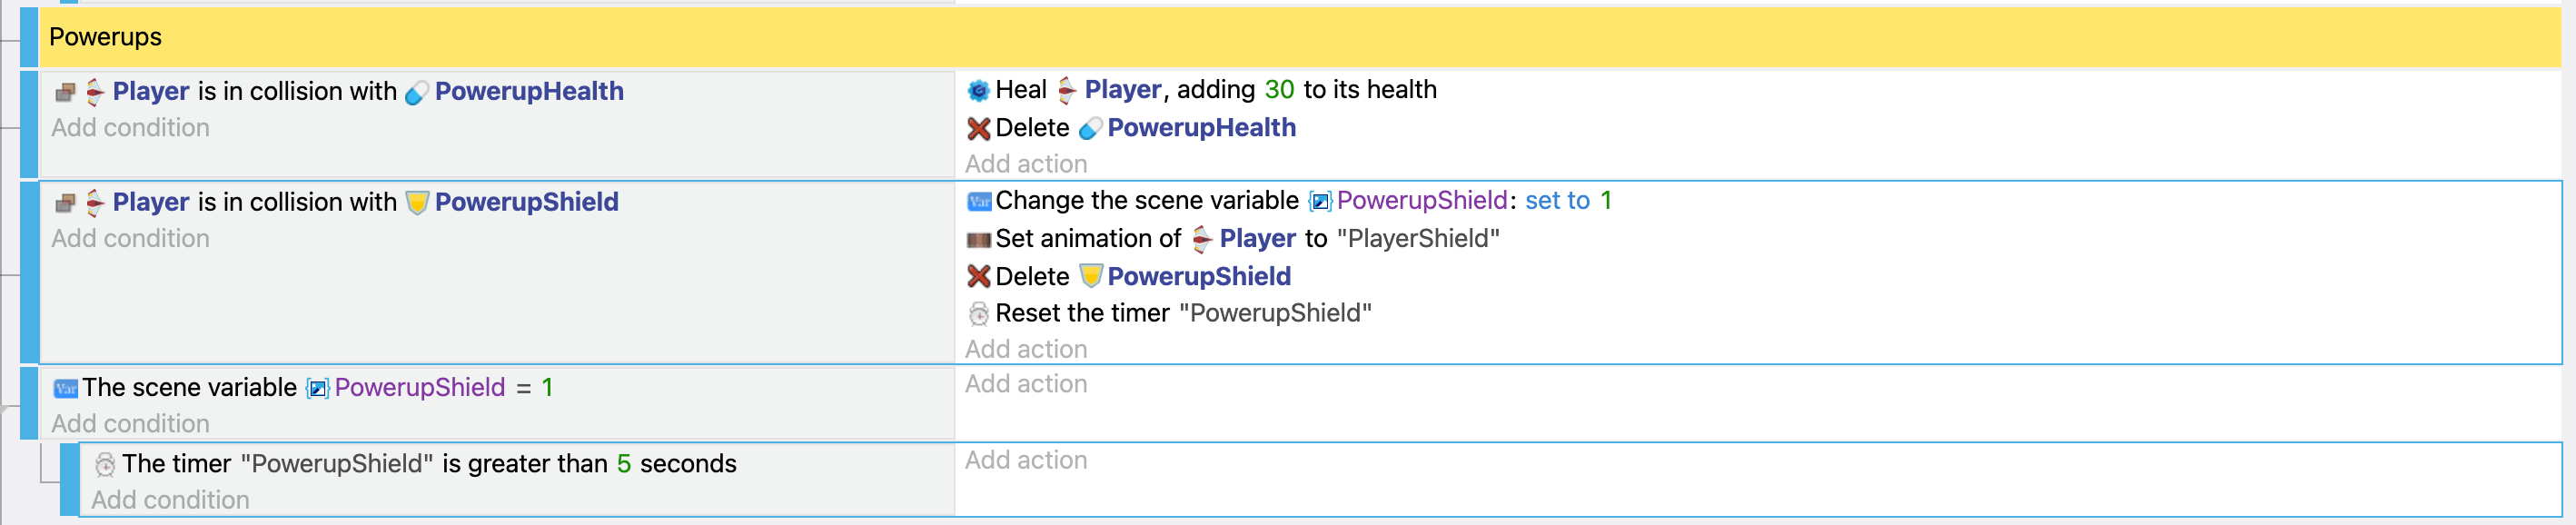 Powerups
Player is in collision with PowerupHealth
Add condition
Heal Player, adding 30 to its health
Delete PowerupHealth
Add action
Player is in collision with PowerupShield
Add condition
Var Change the scene variable PowerupShield: set to 1
Set animation of Player to "PlayerShield"
Delete PowerupShield
Reset the timer "PowerupShield"
Add action
Var The scene variable PowerupShield = 1
Add condition
Add action
The timer "PowerupShield" is greater than 5 seconds
Add condition
Add action